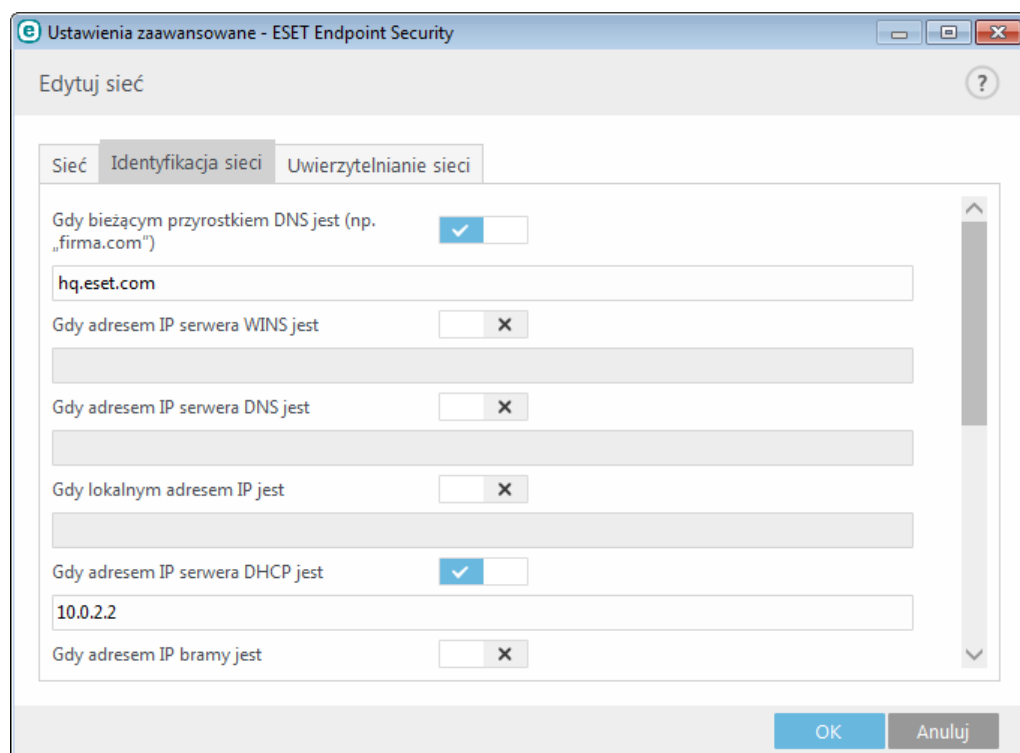 Ustawienia zaawansowane - ESET Endpoint Security
Edytuj sieć
?
Sieć
Identyfikacja sieci
Uwierzytelnianie sieci
Gdy bieżącym przyrostkiem DNS jest (np.
„firma.com”)
hq.eset.com
Gdy adresem IP serwera WINS jest
Gdy adresem IP serwera DNS jest
Gdy lokalnym adresem IP jest
Gdy adresem IP serwera DHCP jest
10.0.2.2
Gdy adresem IP bramy jest
OK
Anuluj